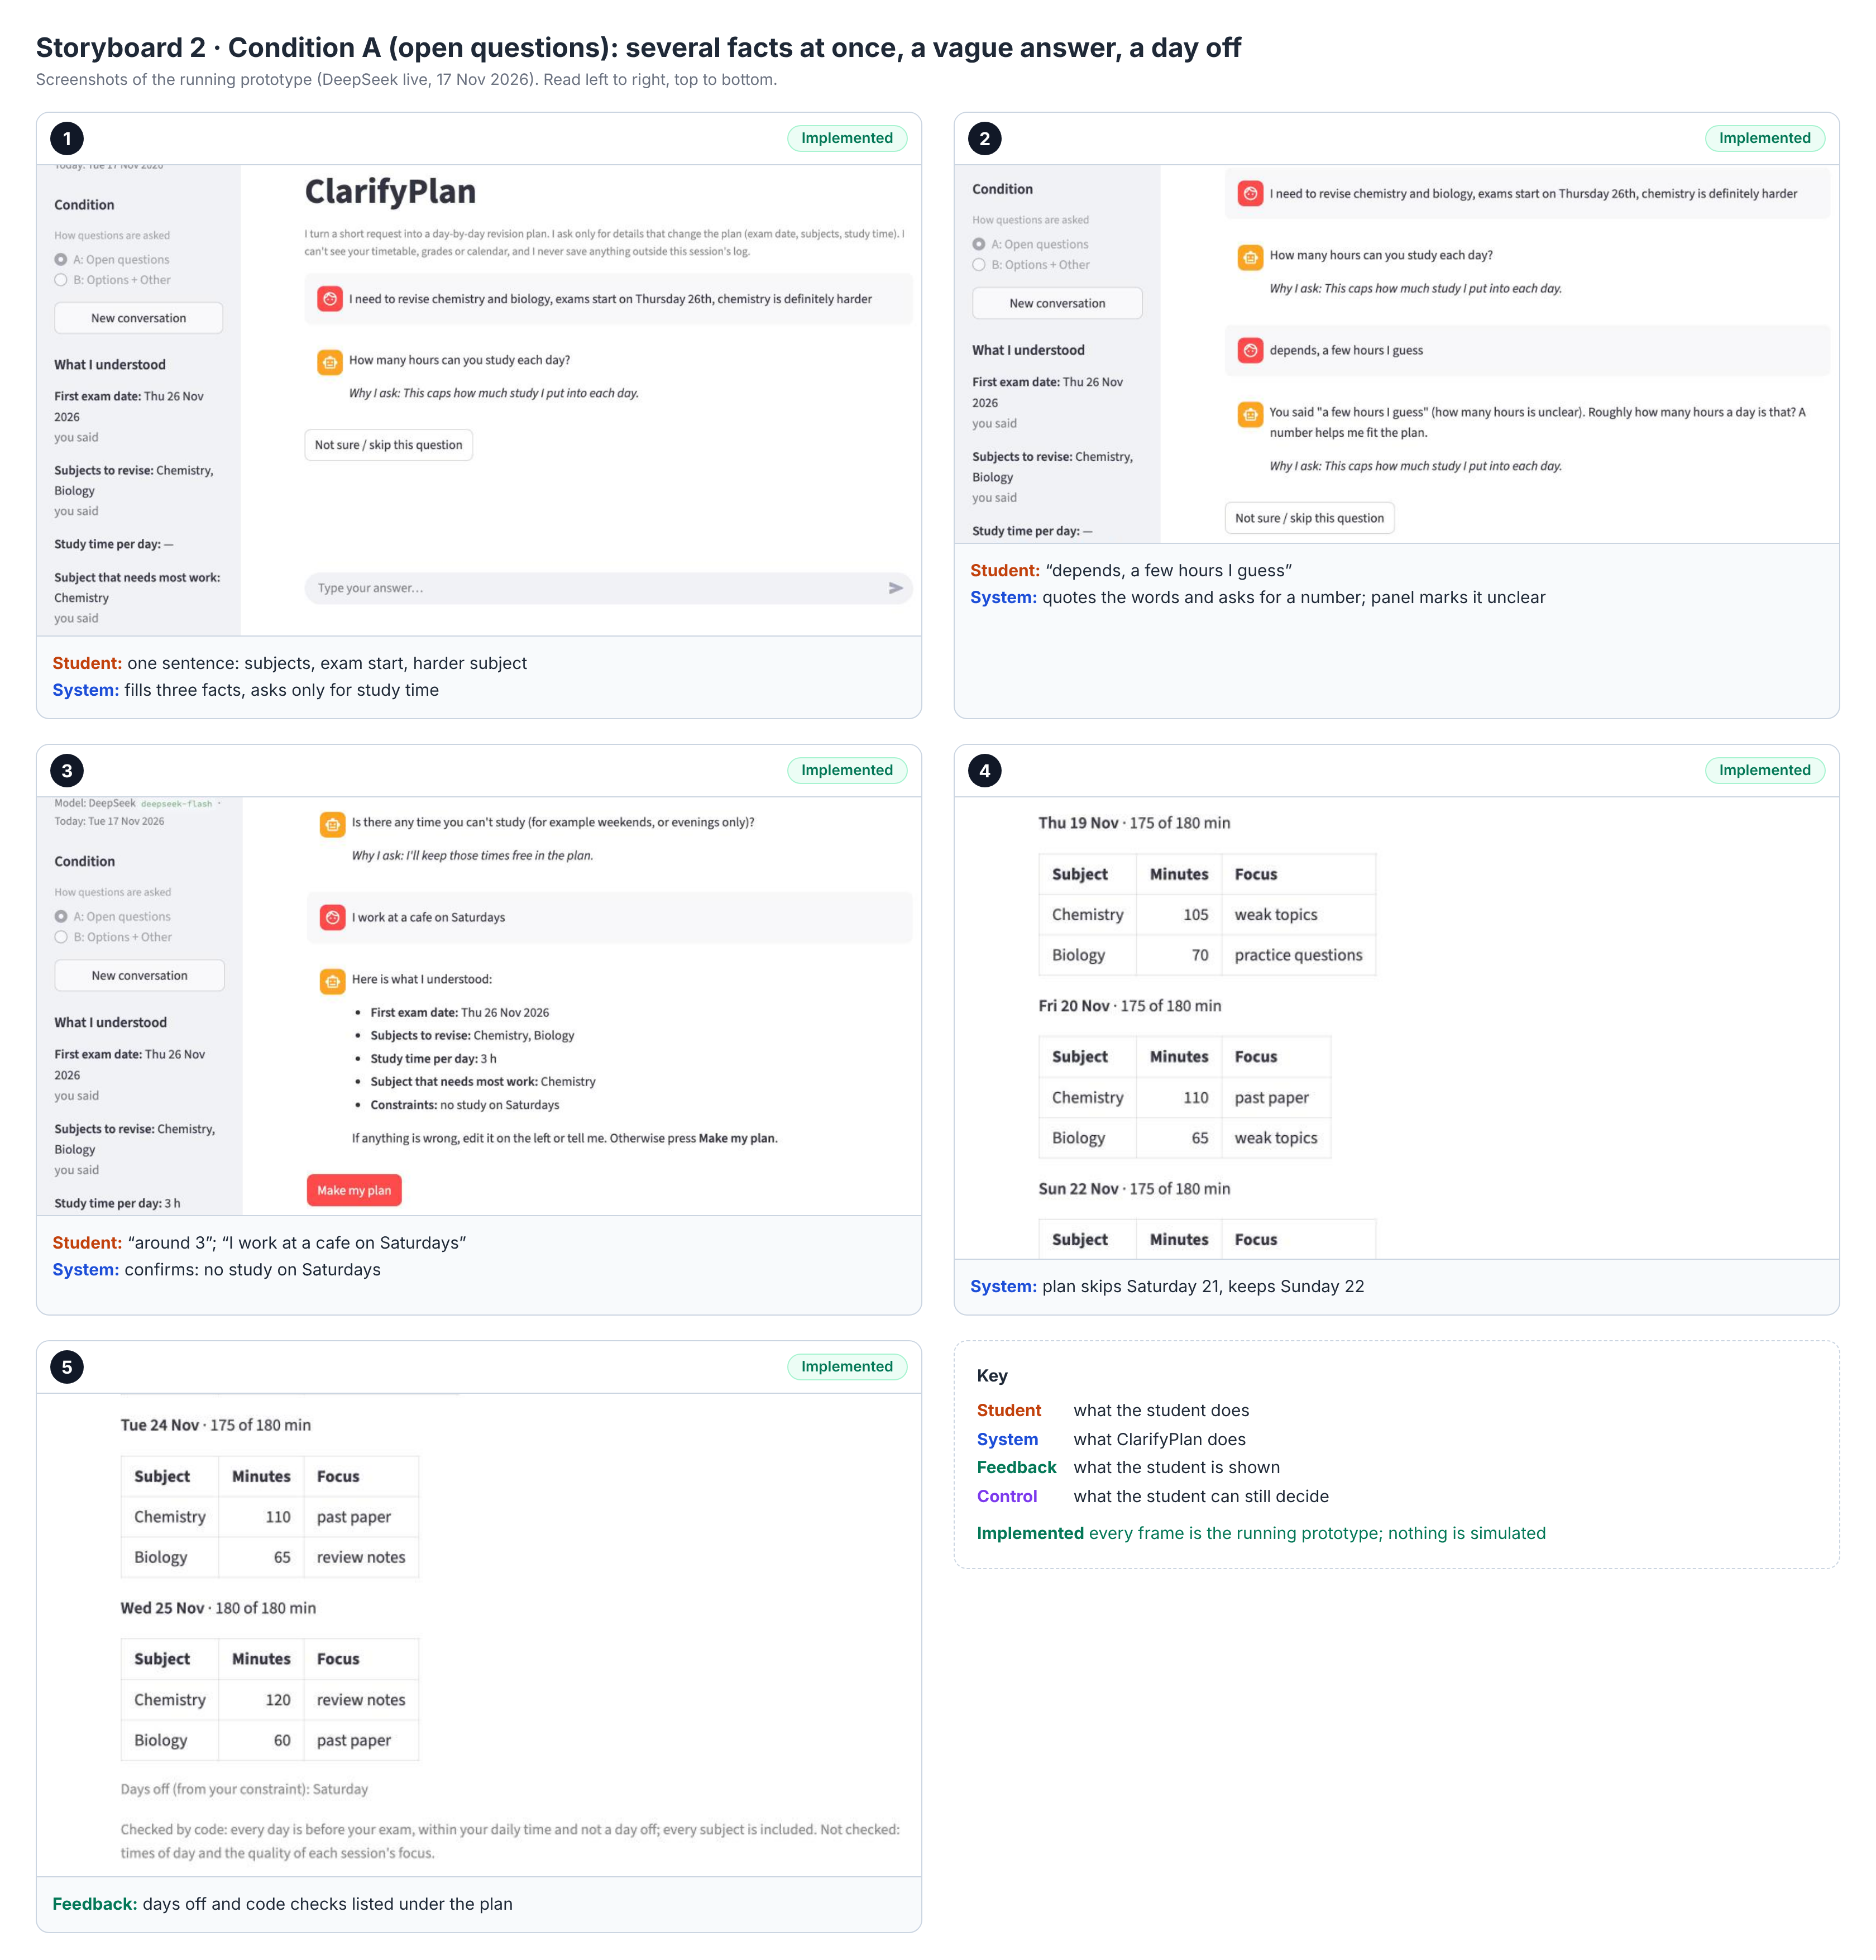 Storyboard 2 · Condition A (open questions): several facts at once, a vague answer, a day off
Screenshots of the running prototype (DeepSeek live, 17 Nov 2026). Read left to right, top to bottom.
1
Implemented
Today: Tue 17 Nov 2026
Condition
How questions are asked
A: Open questions
B: Options + Other
New conversation
What I understood
First exam date: Thu 26 Nov
2026
you said
Subjects to revise: Chemistry,
Biology
you said
Study time per day: —
Subject that needs most work:
Chemistry
you said
ClarifyPlan
I turn a short request into a day-by-day revision plan. I ask only for details that change the plan (exam date, subjects, study time). I
can't see your timetable, grades or calendar, and I never save anything outside this session's log.
I need to revise chemistry and biology, exams start on Thursday 26th, chemistry is definitely harder
How many hours can you study each day?
Why I ask: This caps how much study I put into each day.
Not sure / skip this question
Type your answer...
Student: one sentence: subjects, exam start, harder subject
System: fills three facts, asks only for study time
2
Implemented
Condition
How questions are asked
A: Open questions
B: Options + Other
New conversation
What I understood
First exam date: Thu 26 Nov
2026
you said
Subjects to revise: Chemistry,
Biology
you said
Study time per day: —
I need to revise chemistry and biology, exams start on Thursday 26th, chemistry is definitely harder
How many hours can you study each day?
Why I ask: This caps how much study I put into each day.
depends, a few hours I guess
You said "a few hours I guess" (how many hours is unclear). Roughly how many hours a day is that? A
number helps me fit the plan.
Why I ask: This caps how much study I put into each day.
Not sure / skip this question
Student: “depends, a few hours I guess”
System: quotes the words and asks for a number; panel marks it unclear
3
Implemented
Model: DeepSeek deepseek-flash ·
Today: Tue 17 Nov 2026
Condition
How questions are asked
A: Open questions
B: Options + Other
New conversation
What I understood
First exam date: Thu 26 Nov
2026
you said
Subjects to revise: Chemistry,
Biology
you said
Study time per day: 3 h
Is there any time you can't study (for example weekends, or evenings only)?
Why I ask: I'll keep those times free in the plan.
I work at a cafe on Saturdays
Here is what I understood:
• First exam date: Thu 26 Nov 2026
• Subjects to revise: Chemistry, Biology
• Study time per day: 3 h
• Subject that needs most work: Chemistry
• Constraints: no study on Saturdays
If anything is wrong, edit it on the left or tell me. Otherwise press Make my plan.
Make my plan
Student: “around 3”; “I work at a cafe on Saturdays”
System: confirms: no study on Saturdays
4
Implemented
Thu 19 Nov · 175 of 180 min
Subject Minutes Focus
Chemistry 105 weak topics
Biology 70 practice questions
Fri 20 Nov · 175 of 180 min
Subject Minutes Focus
Chemistry 110 past paper
Biology 65 weak topics
Sun 22 Nov · 175 of 180 min
Subject Minutes Focus
System: plan skips Saturday 21, keeps Sunday 22
5
Implemented
Tue 24 Nov · 175 of 180 min
Subject Minutes Focus
Chemistry 110 past paper
Biology 65 review notes
Wed 25 Nov · 180 of 180 min
Subject Minutes Focus
Chemistry 120 review notes
Biology 60 past paper
Days off (from your constraint): Saturday
Checked by code: every day is before your exam, within your daily time and not a day off; every subject is included. Not checked:
times of day and the quality of each session's focus.
Feedback: days off and code checks listed under the plan
Key
Student what the student does
System what ClarifyPlan does
Feedback what the student is shown
Control what the student can still decide
Implemented every frame is the running prototype; nothing is simulated